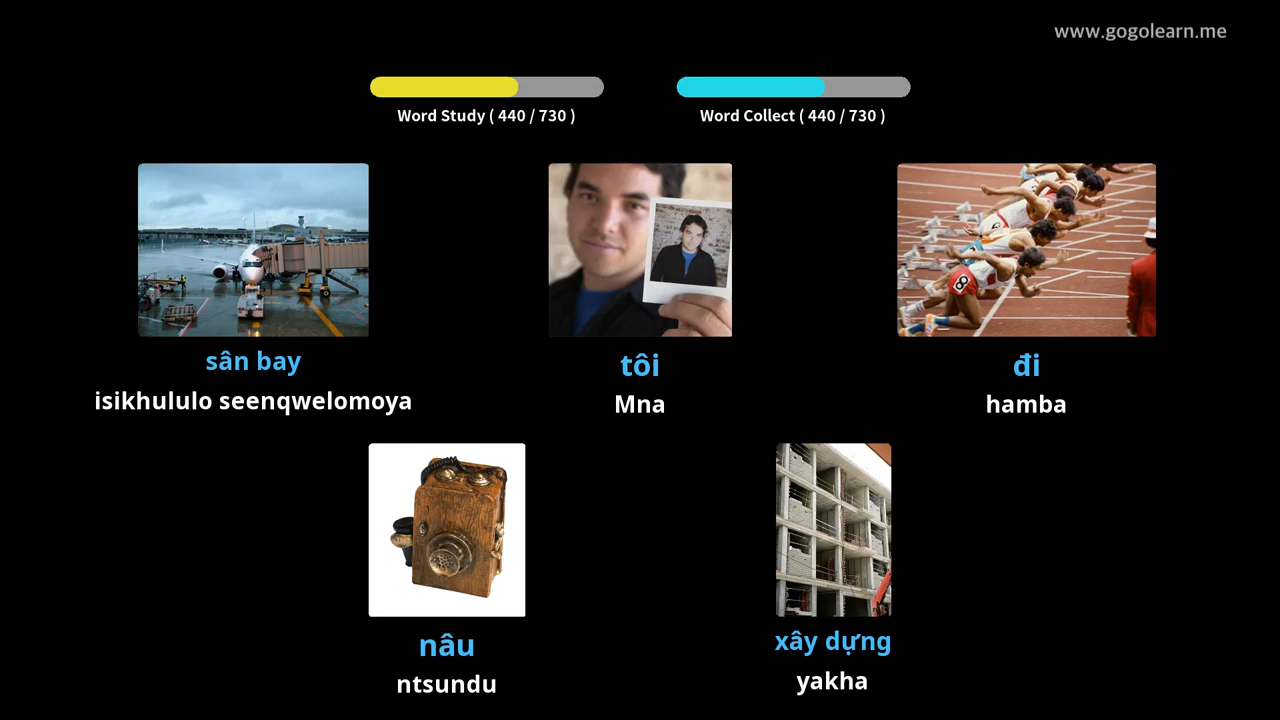 www.gogolearn.me
Word Study ( 440 / 730 )
Word Collect ( 440 / 730 )
sân bay
isikhululo seenqwelomoya
tôi
Mna
đi
hamba
nâu
ntsundu
xây dựng
yakha